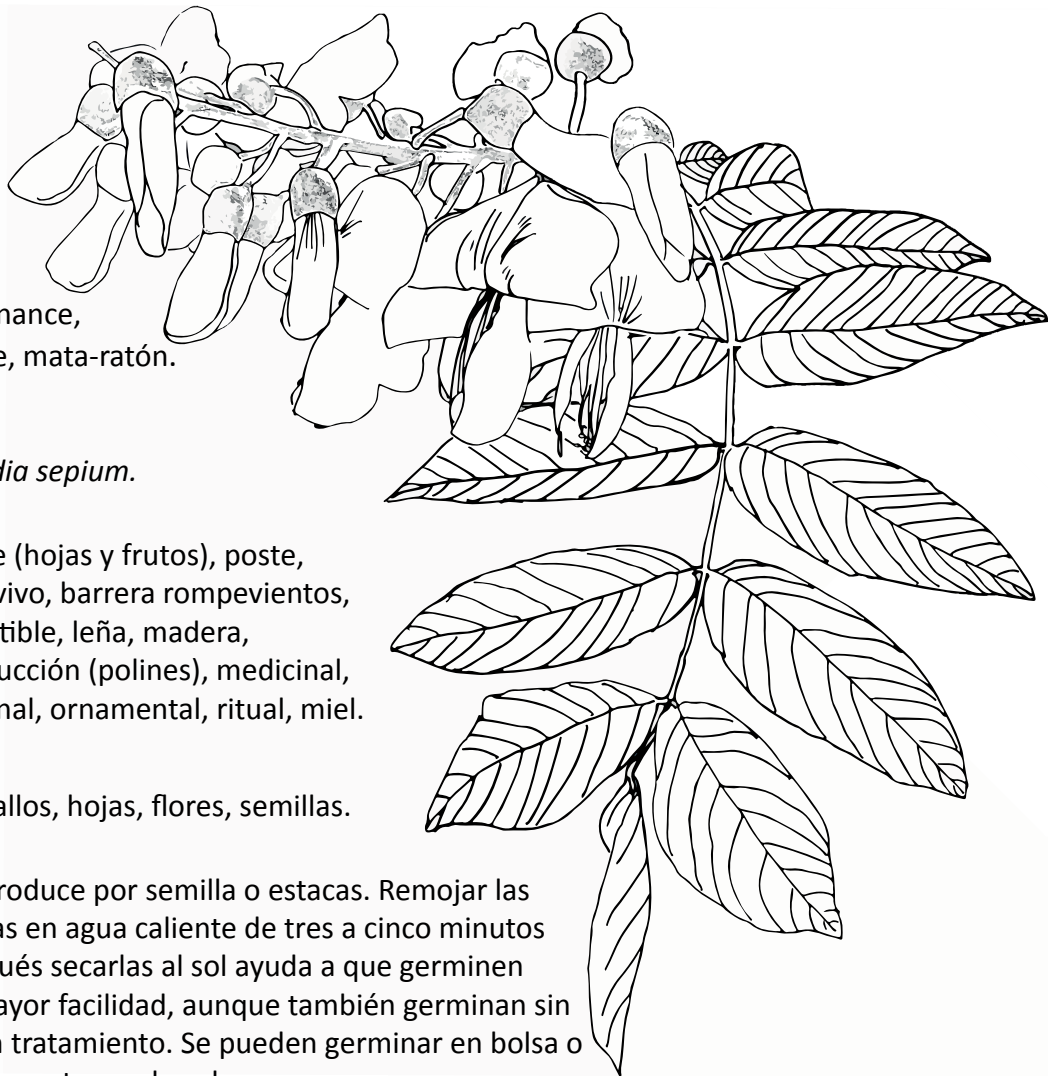 nance,
e, mata-ratón.
dia sepium.
e (hojas y frutos), poste,
vivo, barrera rompevientos,
tible, leña, madera,
ucción (polines), medicinal,
nal, ornamental, ritual, miel.
allos, hojas, flores, semillas.
roduce por semilla o estacas. Remojar las
as en agua caliente de tres a cinco minutos
ués secarlas al sol ayuda a que germinen
ayor facilidad, aunque también germinan sin
n tratamiento. Se pueden germinar en bolsa o